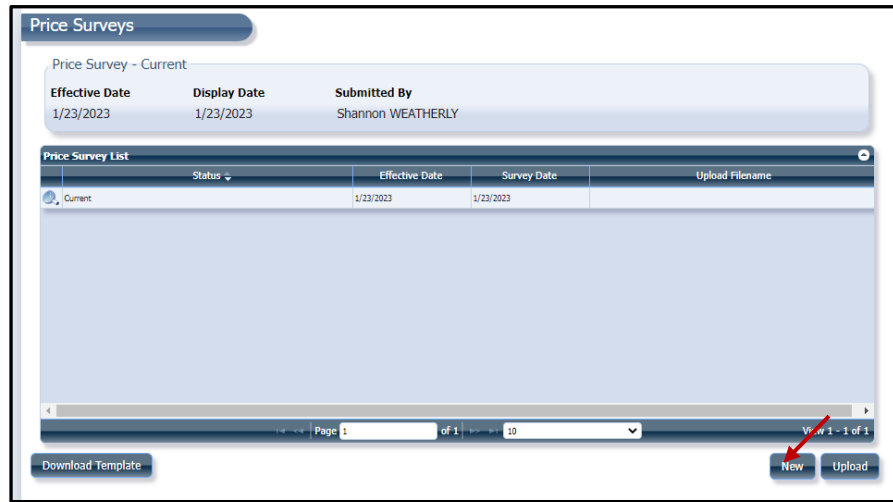 Price Surveys
Price Survey - Current
Effective Date Display Date Submitted By
1/23/2023 1/23/2023 Shannon WEATHERLY
Price Survey List
Status Effective Date Survey Date Upload Filename
Current 1/23/2023 1/23/2023
Page 1 of 1 10 View 1 - 1 of 1
Download Template New Upload